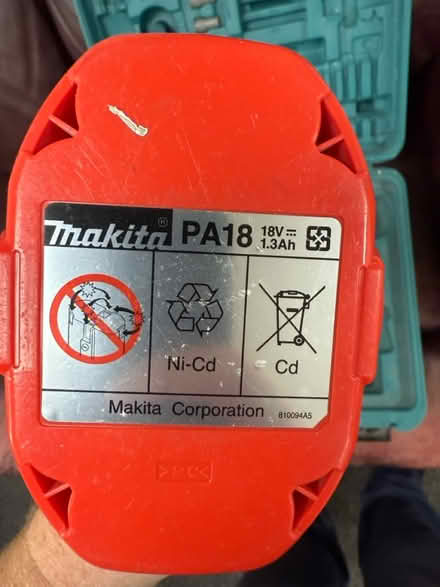 Makita® PA18 18V 1.3Ah
Ni-Cd
Cd
Makita Corporation 810094A5